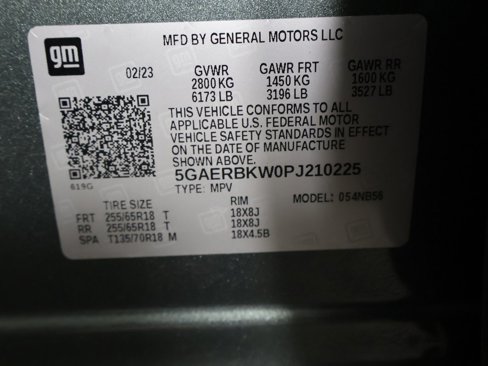 gm
MFD BY GENERAL MOTORS LLC
02/23 GVWR GAWR FRT GAWR RR
2800 KG 1450 KG 1600 KG
6173 LB 3196 LB 3527 LB
THIS VEHICLE CONFORMS TO ALL
APPLICABLE U.S. FEDERAL MOTOR
VEHICLE SAFETY STANDARDS IN EFFECT
ON THE DATE OF MANUFACTURE
SHOWN ABOVE.
5GAERBKW0PJ210225
619G TYPE: MPV MODEL: 054NB56
TIRE SIZE RIM
FRT 255/65R18 T 18X8J
RR 255/65R18 T 18X8J
SPA T135/70R18 M 18X4.5B